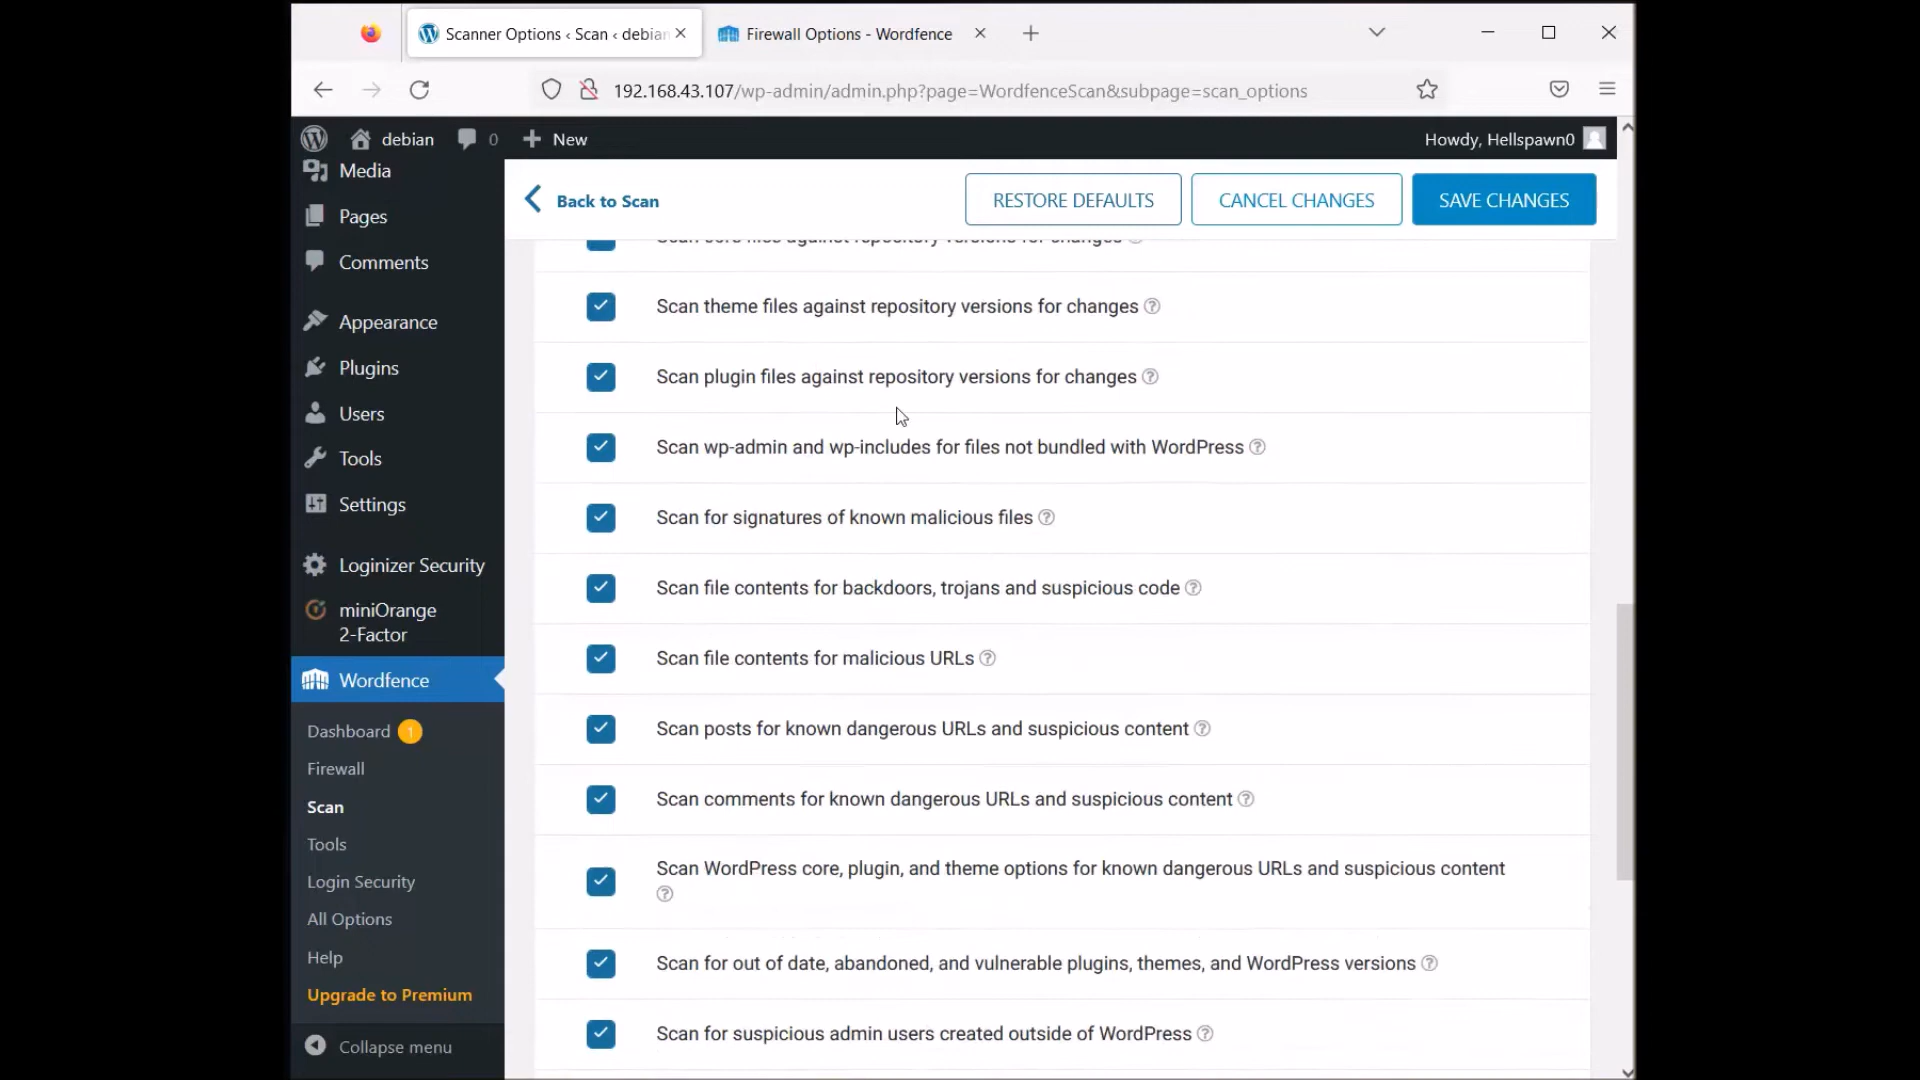 Scanner Options ‹ Scan ‹ debian
Firewall Options - Wordfence
192.168.43.107/wp-admin/admin.php?page=WordfenceScan&subpage=scan_options
debian
0
New
Howdy, Hellspawn0
Media
Pages
Comments
Appearance
Plugins
Users
Tools
Settings
Loginizer Security
miniOrange
2-Factor
Wordfence
Dashboard 1
Firewall
Scan
Tools
Login Security
All Options
Help
Upgrade to Premium
Collapse menu
Back to Scan
RESTORE DEFAULTS
CANCEL CHANGES
SAVE CHANGES
Scan core files against repository versions for changes
Scan theme files against repository versions for changes
Scan plugin files against repository versions for changes
Scan wp-admin and wp-includes for files not bundled with WordPress
Scan for signatures of known malicious files
Scan file contents for backdoors, trojans and suspicious code
Scan file contents for malicious URLs
Scan posts for known dangerous URLs and suspicious content
Scan comments for known dangerous URLs and suspicious content
Scan WordPress core, plugin, and theme options for known dangerous URLs and suspicious content
Scan for out of date, abandoned, and vulnerable plugins, themes, and WordPress versions
Scan for suspicious admin users created outside of WordPress